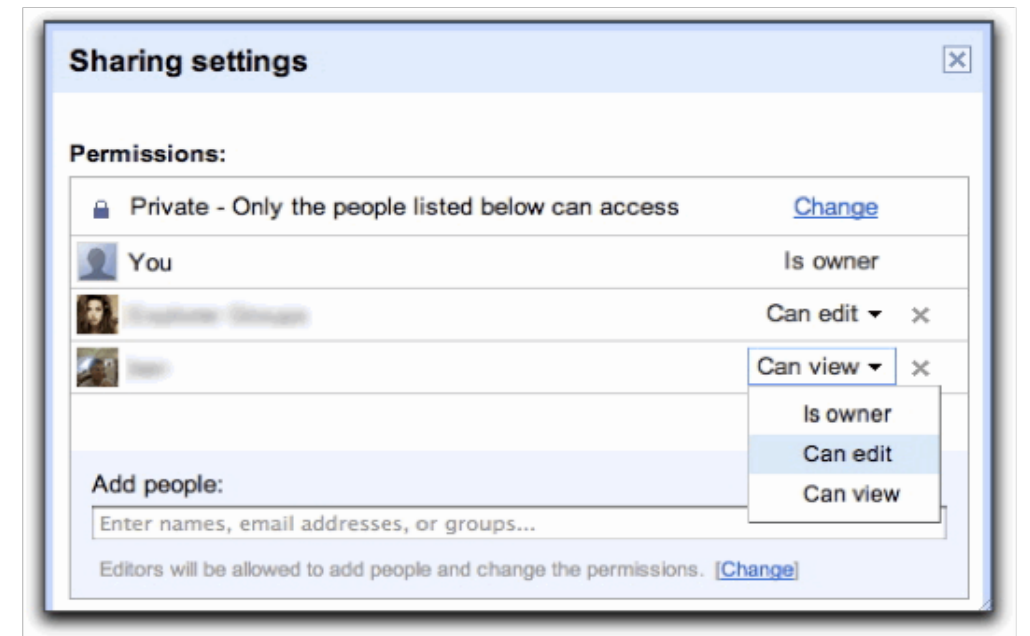 Sharing settings
Permissions:
Private - Only the people listed below can access Change
You Is owner
Can edit
Can view
Is owner
Can edit
Can view
Add people:
Enter names, email addresses, or groups...
Editors will be allowed to add people and change the permissions. [Change]